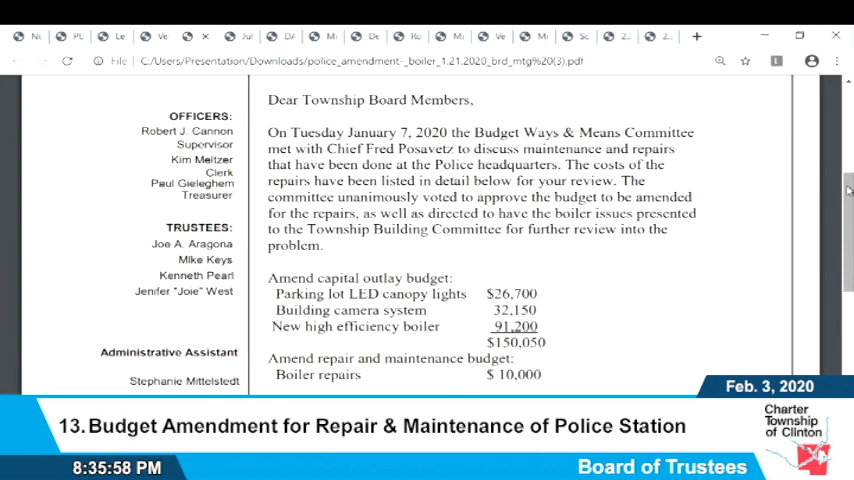 File
C:/Users/Presentation/Downloads/police_amendment-_boiler_1.21.2020_brd_mtg%20(3).pdf
Dear Township Board Members,
OFFICERS:
Robert J. Cannon
Supervisor
Kim Meltzer
Clerk
Paul Gieleghem
Treasurer
TRUSTEES:
Joe A. Aragona
Mike Keys
Kenneth Pearl
Jenifer "Joie" West
Administrative Assistant
Stephanie Mittelstedt
On Tuesday January 7, 2020 the Budget Ways & Means Committee
met with Chief Fred Posavetz to discuss maintenance and repairs
that have been done at the Police headquarters. The costs of the
repairs have been listed in detail below for your review. The
committee unanimously voted to approve the budget to be amended
for the repairs, as well as directed to have the boiler issues presented
to the Township Building Committee for further review into the
problem.
Amend capital outlay budget:
Parking lot LED canopy lights $26,700
Building camera system 32,150
New high efficiency boiler 91,200
$150,050
Amend repair and maintenance budget:
Boiler repairs $ 10,000
Feb. 3, 2020
13. Budget Amendment for Repair & Maintenance of Police Station
Charter
Township
of Clinton
8:35:58 PM
Board of Trustees